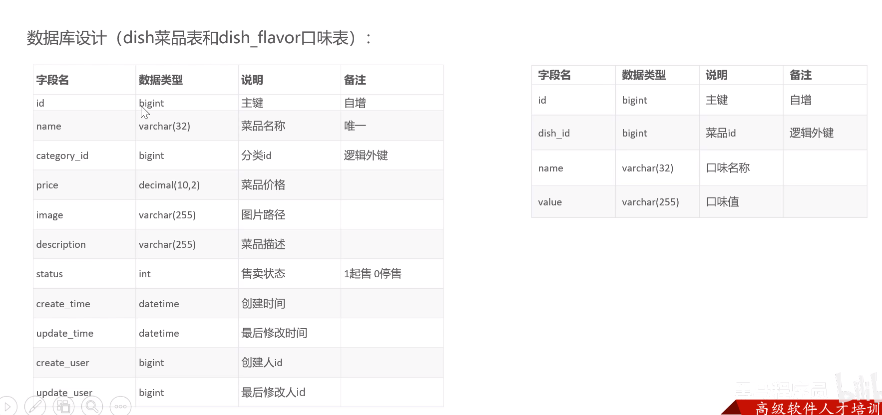 数据库设计（dish菜品表和dish_flavor口味表）:
字段名 数据类型 说明 备注
id bigint 主键 自增
name varchar(32) 菜品名称 唯一
category_id bigint 分类id 逻辑外键
price decimal(10,2) 菜品价格
image varchar(255) 图片路径
description varchar(255) 菜品描述
status int 售卖状态 1起售 0停售
create_time datetime 创建时间
update_time datetime 最后修改时间
create_user bigint 创建人id
update_user bigint 最后修改人id
字段名 数据类型 说明 备注
id bigint 主键 自增
dish_id bigint 菜品id 逻辑外键
name varchar(32) 口味名称
value varchar(255) 口味值
高级软件人才培训